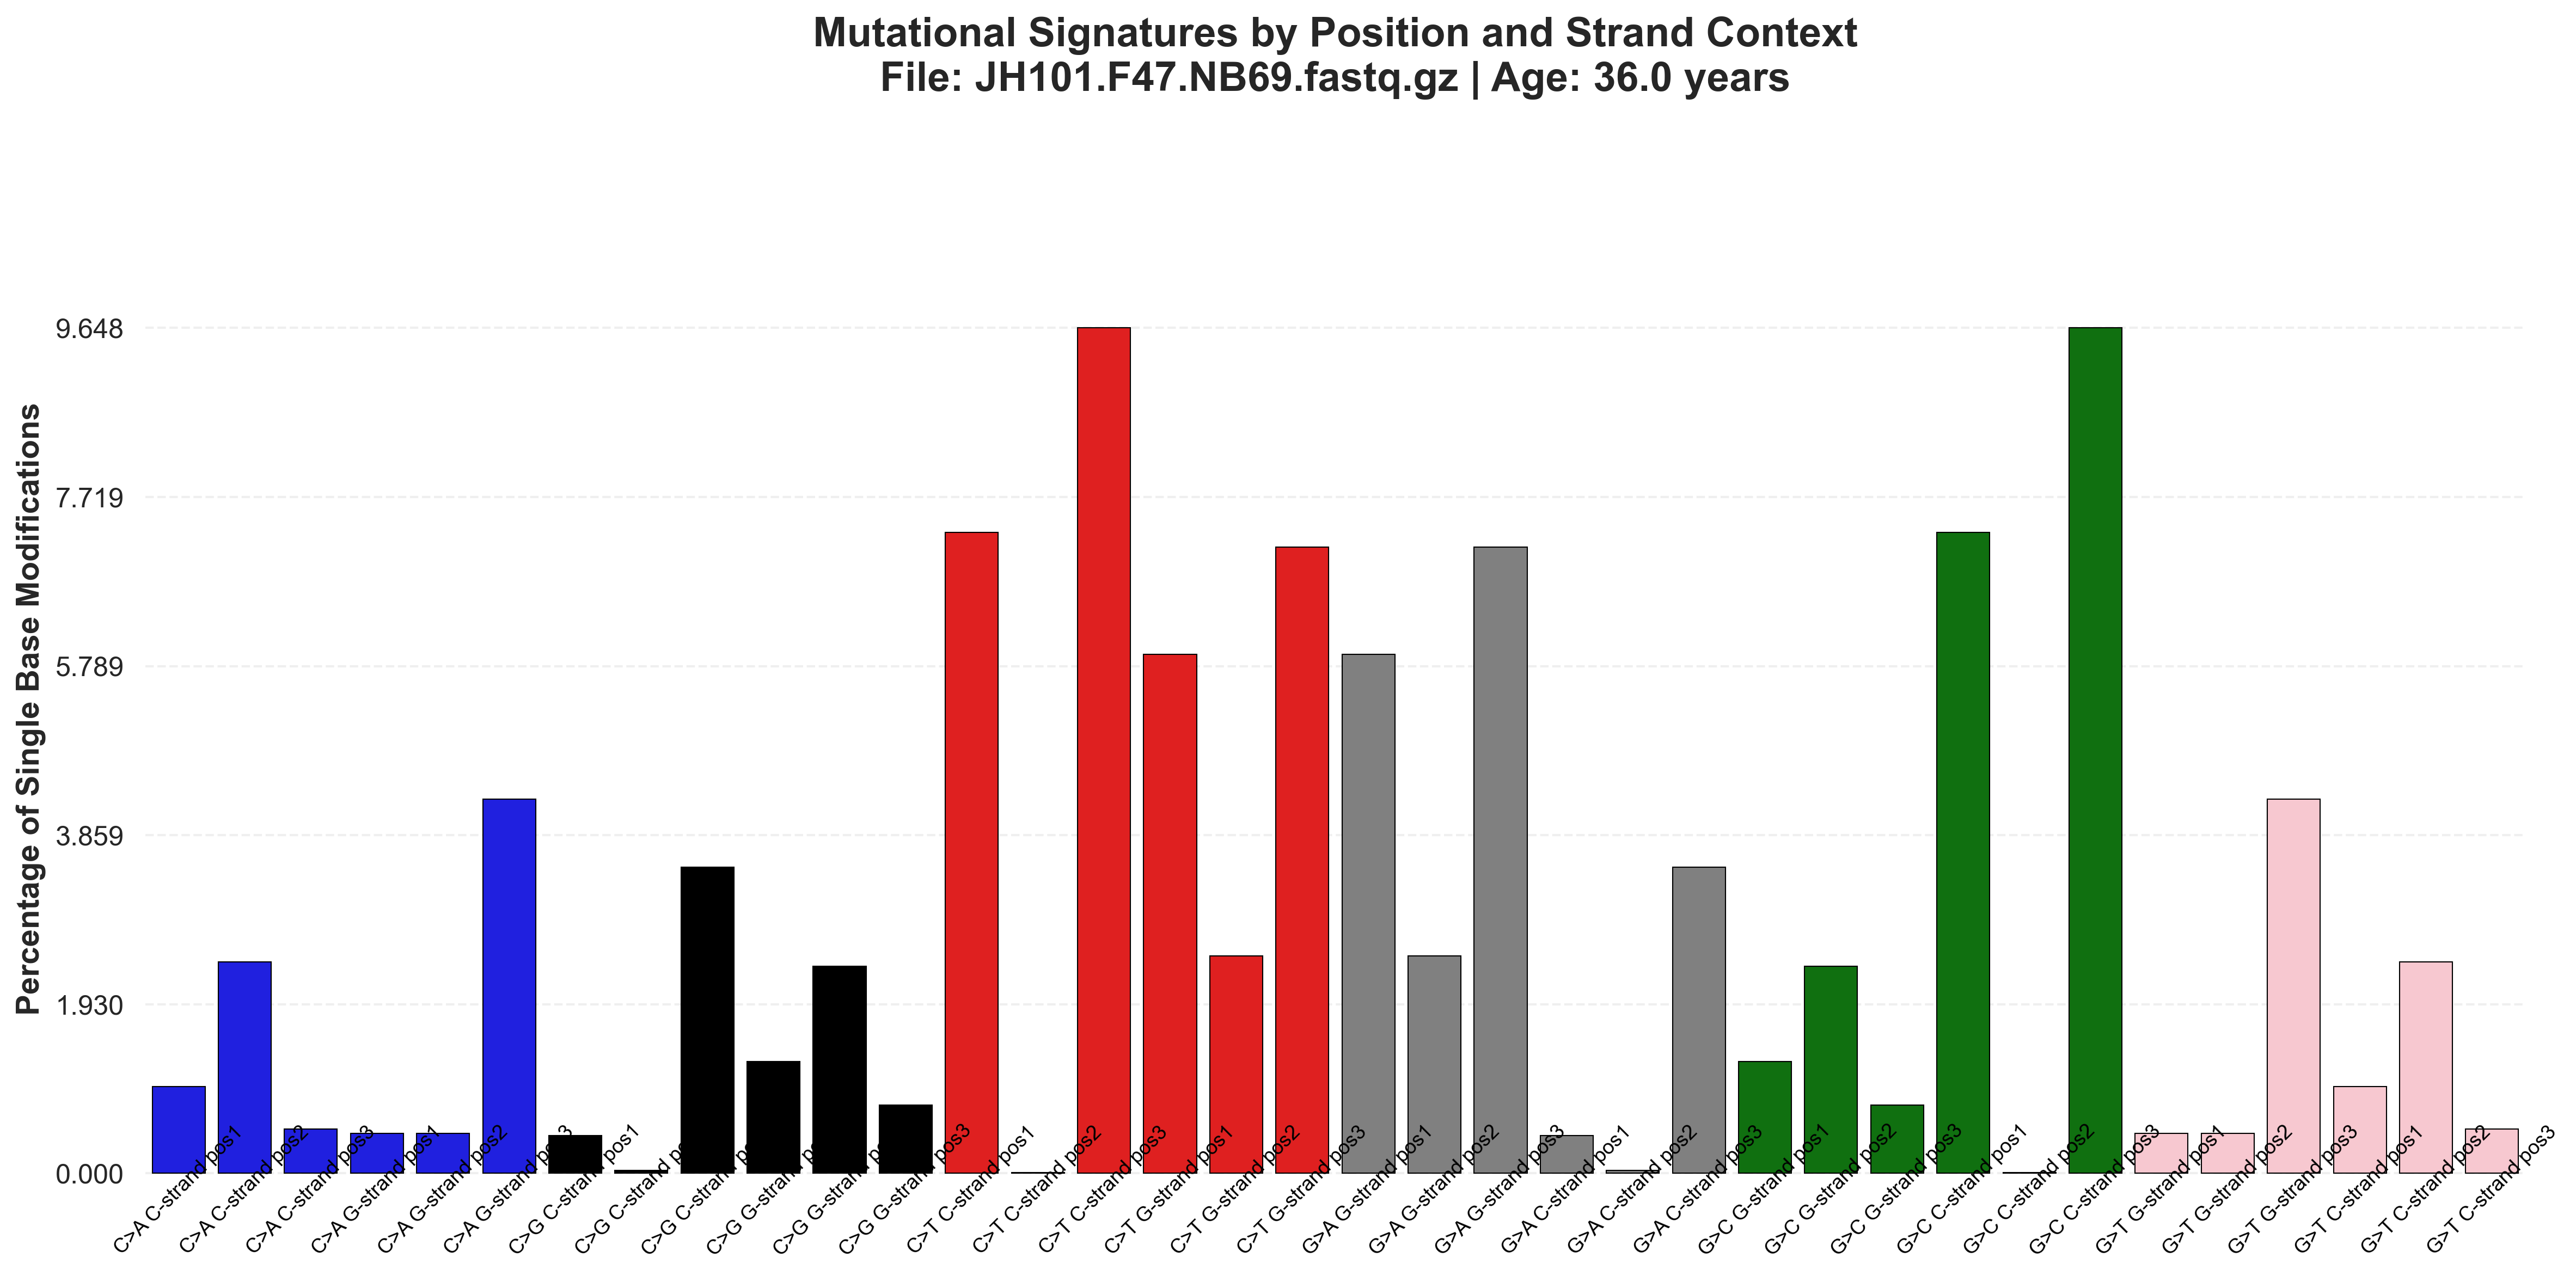 Mutational Signatures by Position and Strand Context
File: JH101.F47.NB69.fastq.gz | Age: 36.0 years
Percentage of Single Base Modifications
9.648
7.719
5.789
3.859
1.930
0.000
C>A C-strand pos1
C>A C-strand pos2
C>A C-strand pos3
C>A G-strand pos1
C>A G-strand pos2
C>A G-strand pos3
C>G C-strand pos1
C>G C-strand
C>G C-strand
C>G G-strand
C>G G-strand
C>G G-strand pos3
C>T C-strand pos1
C>T C-strand pos2
C>T C-strand pos3
C>T G-strand pos1
C>T G-strand pos2
C>T G-strand pos3
G>A G-strand pos1
G>A G-strand pos2
G>A G-strand pos3
G>A C-strand pos1
G>A C-strand pos2
G>A C-strand pos3
G>C G-strand pos1
G>C G-strand pos2
G>C G-strand pos3
G>C C-strand pos1
G>C C-strand pos2
G>C C-strand pos3
G>T G-strand pos1
G>T G-strand pos2
G>T G-strand pos3
G>T C-strand pos1
G>T C-strand pos2
G>T C-strand pos3